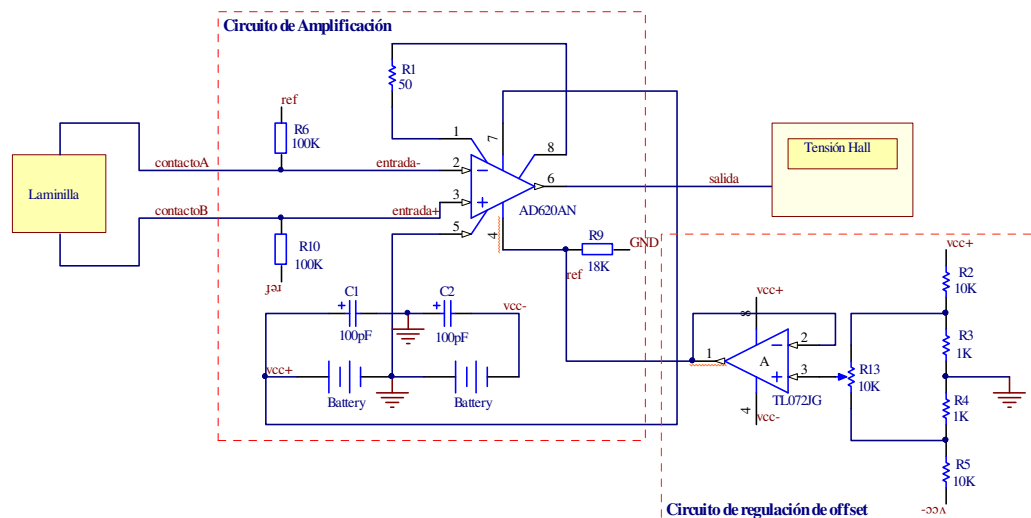 Circuito de Amplificación
R1
50
ref
R6
100K
1
7
8
contactoA
entrada-
2
6
salida
Tensión Hall
Laminilla
3
AD620AN
contactoB
entrada+
5
4
R10
100K
ref
R9
18K
GND
ref
vcc+
R2
10K
C1
100pF
C2
100pF
vcc-
vcc+
8
R3
1K
1
A
2
3
R13
10K
vcc+
Battery
Battery
TL072JG
4
vcc-
R4
1K
R5
10K
vcc-
Circuito de regulación de offset